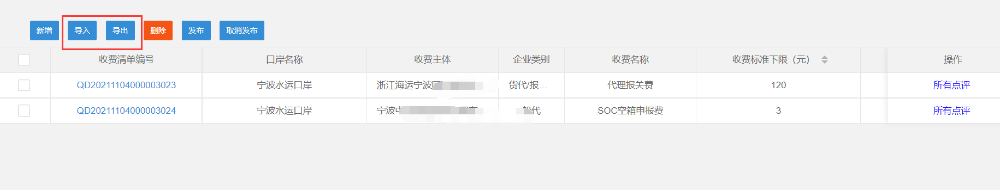 新增 导入 导出 删除 发布 取消发布
收费清单编号 口岸名称 收费主体 企业类别 收费名称 收费标准下限（元） 操作
QD20211104000003023 宁波水运口岸 浙江海运宁波 货代/报... 代理报关费 120 所有点评
QD20211104000003024 宁波水运口岸 宁波 代 SOC空箱申报费 3 所有点评